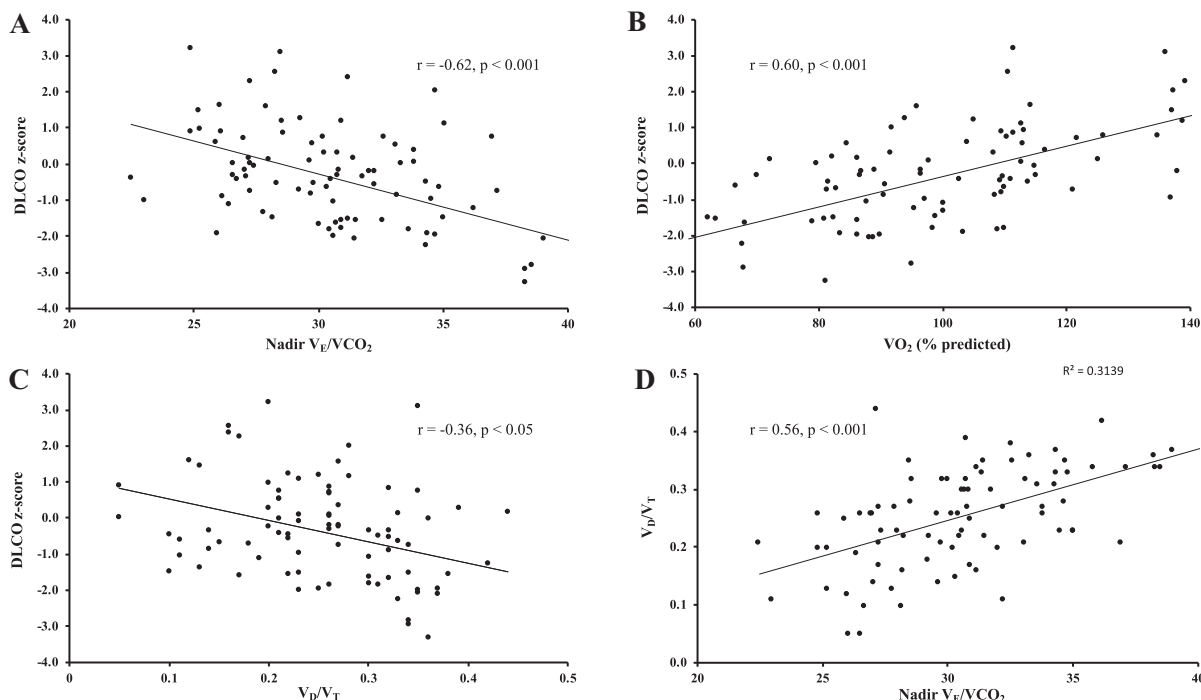 A
4.0
3.0
2.0
1.0
0.0
-1.0
-2.0
-3.0
-4.0
DLCO z-score
r = -0.62, p < 0.001
20 25 30 35 40
Nadir VE/VCO2
B
4.0
3.0
2.0
1.0
0.0
-1.0
-2.0
-3.0
-4.0
DLCO z-score
r = 0.60, p < 0.001
60 80 100 120 140
VO2 (% predicted)
C
4.0
3.0
2.0
1.0
0.0
-1.0
-2.0
-3.0
-4.0
DLCO z-score
r = -0.36, p < 0.05
0.0 0.1 0.2 0.3 0.4 0.5
VD/VT
D
R² = 0.3139
0.5
0.4
0.3
0.2
0.1
0.0
VD/VT
r = 0.56, p < 0.001
20 25 30 35 40
Nadir VE/VCO2